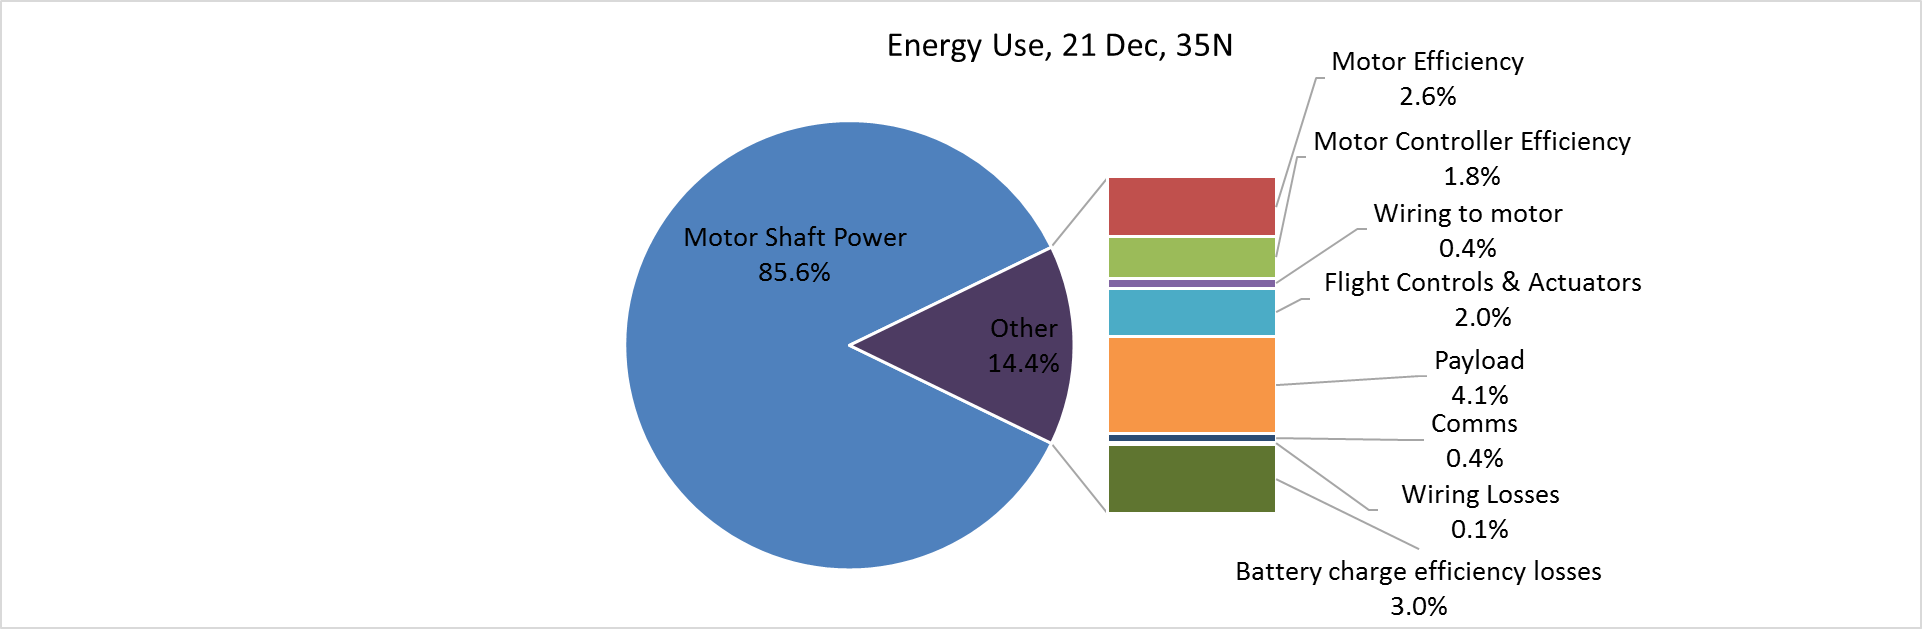 Energy Use, 21 Dec, 35N
Motor Shaft Power
85.6%
Other
14.4%
Motor Efficiency
2.6%
Motor Controller Efficiency
1.8%
Wiring to motor
0.4%
Flight Controls & Actuators
2.0%
Payload
4.1%
Comms
0.4%
Wiring Losses
0.1%
Battery charge efficiency losses
3.0%